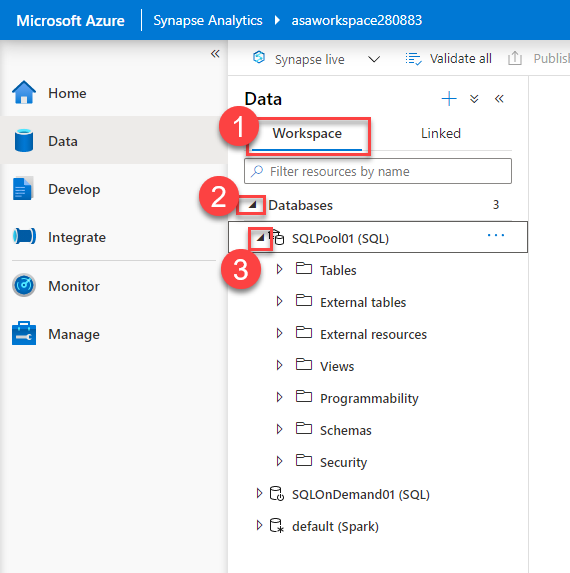 Microsoft Azure Synapse Analytics asaworkspace280883
Synapse live Validate all Publish
Home
Data
Develop
Integrate
Monitor
Manage
Data
1
Workspace Linked
Filter resources by name
2
Databases 3
SQLPool01 (SQL)
3
Tables
External tables
External resources
Views
Programmability
Schemas
Security
SQLOnDemand01 (SQL)
default (Spark)